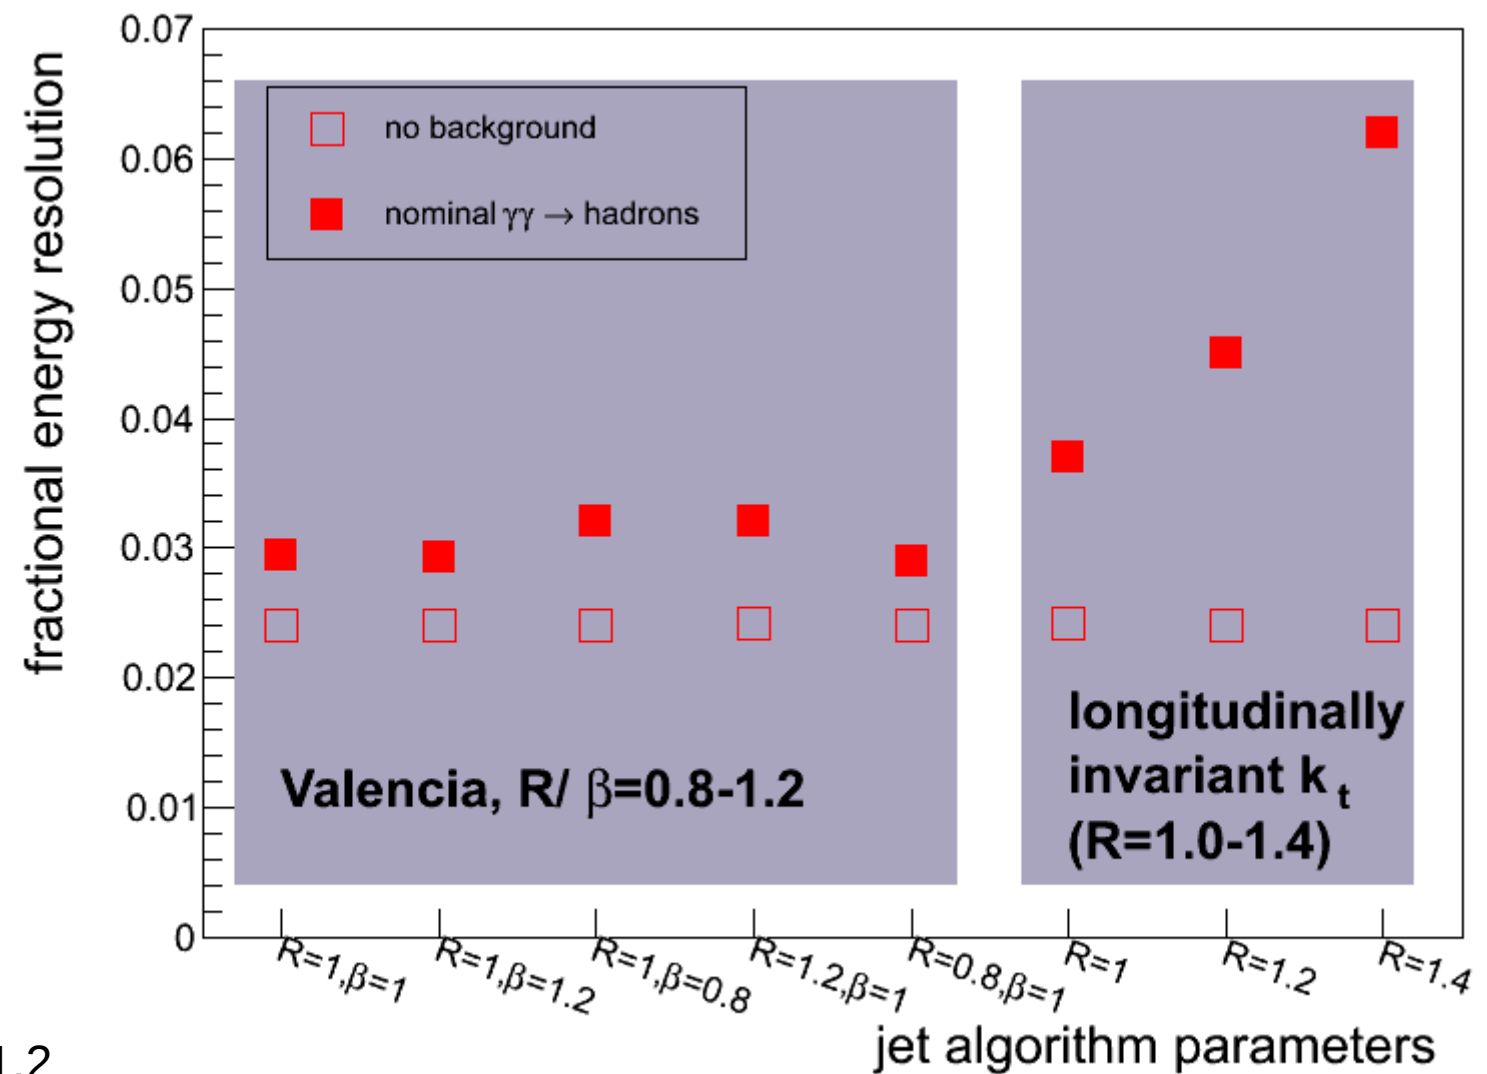 fractional energy resolution
0.07
0.06
0.05
0.04
0.03
0.02
0.01
0
no background
nominal γγ → hadrons
Valencia, R/ β=0.8-1.2
longitudinally
invariant k t
(R=1.0-1.4)
R=1,β=1
R=1,β=1.2
R=1,β=0.8
R=1.2,β=1
R=0.8,β=1
R=1
R=1.2
R=1.4
jet algorithm parameters
1.2